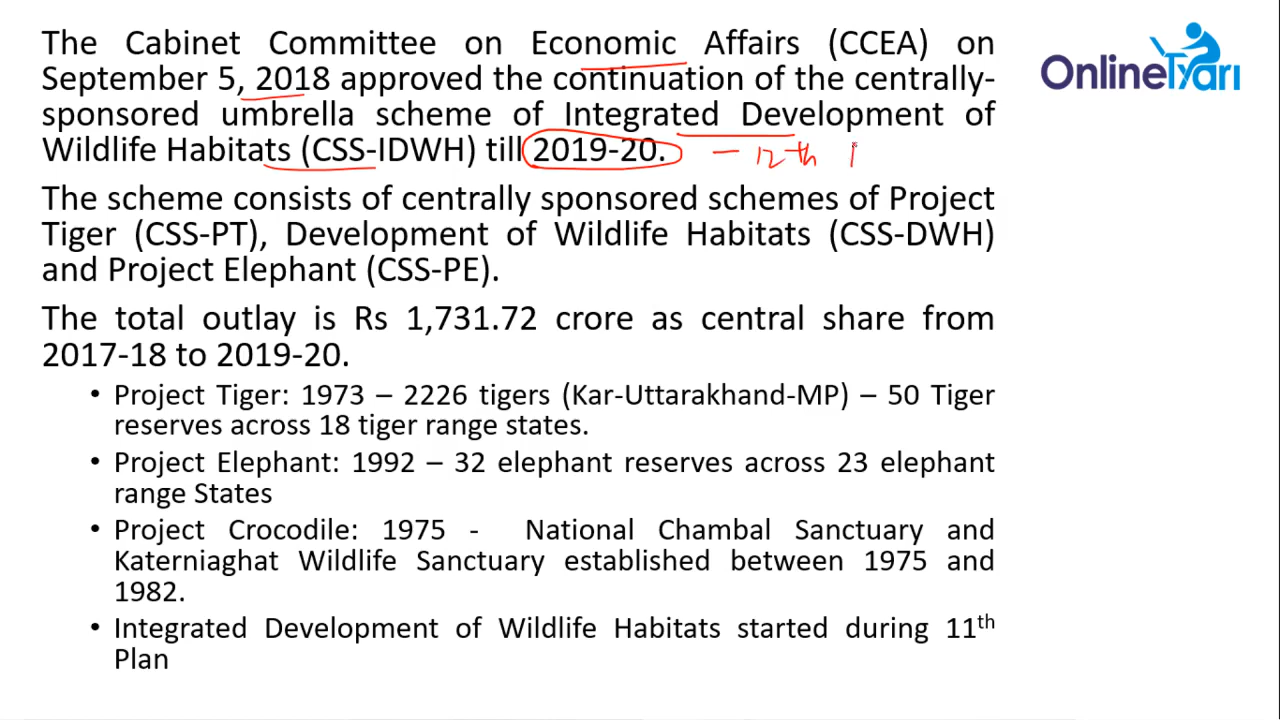 The Cabinet Committee on Economic Affairs (CCEA) on
September 5, 2018 approved the continuation of the centrally-
sponsored umbrella scheme of Integrated Development of
Wildlife Habitats (CSS-IDWH) till 2019-20. – 12th
The scheme consists of centrally sponsored schemes of Project
Tiger (CSS-PT), Development of Wildlife Habitats (CSS-DWH)
and Project Elephant (CSS-PE).
The total outlay is Rs 1,731.72 crore as central share from
2017-18 to 2019-20.
• Project Tiger: 1973 – 2226 tigers (Kar-Uttarakhand-MP) – 50 Tiger
reserves across 18 tiger range states.
• Project Elephant: 1992 – 32 elephant reserves across 23 elephant
range States
• Project Crocodile: 1975 - National Chambal Sanctuary and
Katerniaghat Wildlife Sanctuary established between 1975 and
1982.
• Integrated Development of Wildlife Habitats started during 11th
Plan
OnlineTyari